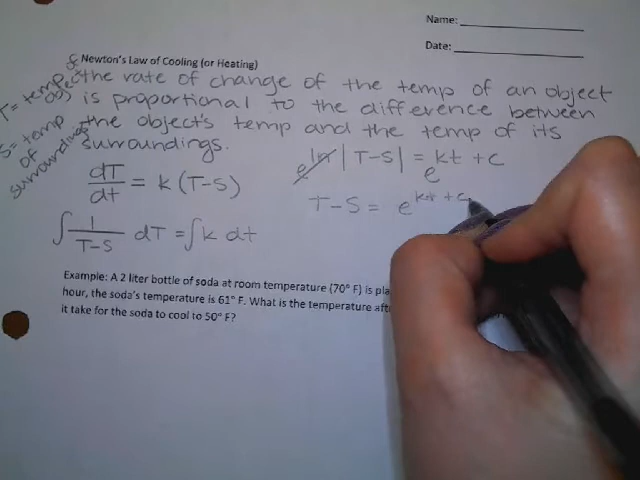 Name:
Date:
Newton's Law of Cooling (or Heating)
the rate of change of the temp of an object
is proportional to the difference between
the object's temp and the temp of its
surroundings.
T = temp of object
S = temp of surroundings
dT/dt = k (T-S)
∫ 1/(T-S) dT = ∫ k dt
e^ln |T-S| = e^kt + c
T-S = e^kt + c
Example: A 2 liter bottle of soda at room temperature (70° F) is pla
hour, the soda's temperature is 61° F. What is the temperature aft
it take for the soda to cool to 50° F?